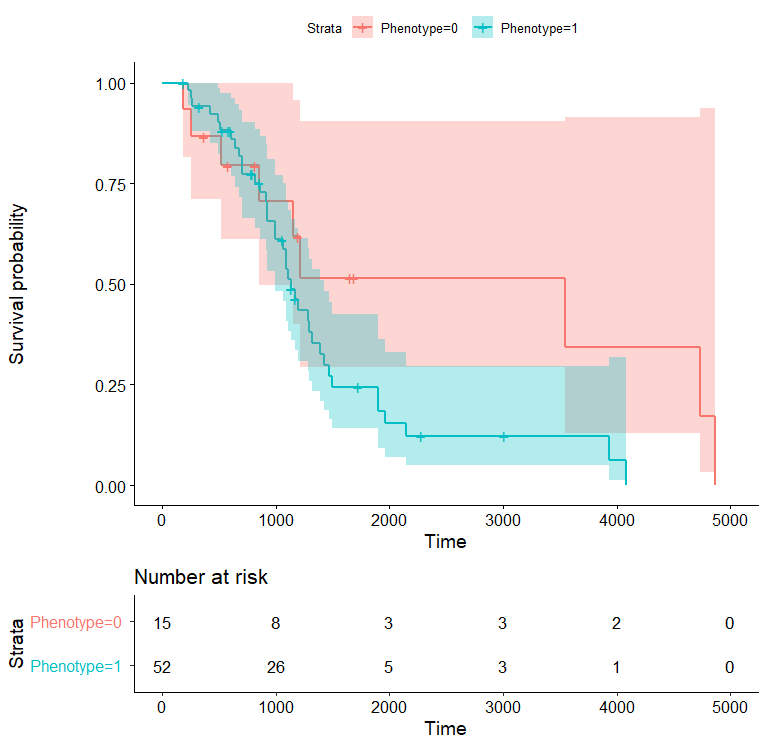 Strata Phenotype=0 Phenotype=1
Survival probability
1.00
0.75
0.50
0.25
0.00
0 1000 2000 3000 4000 5000
Time
Number at risk
Strata
Phenotype=0 15 8 3 3 2 0
Phenotype=1 52 26 5 3 1 0
0 1000 2000 3000 4000 5000
Time